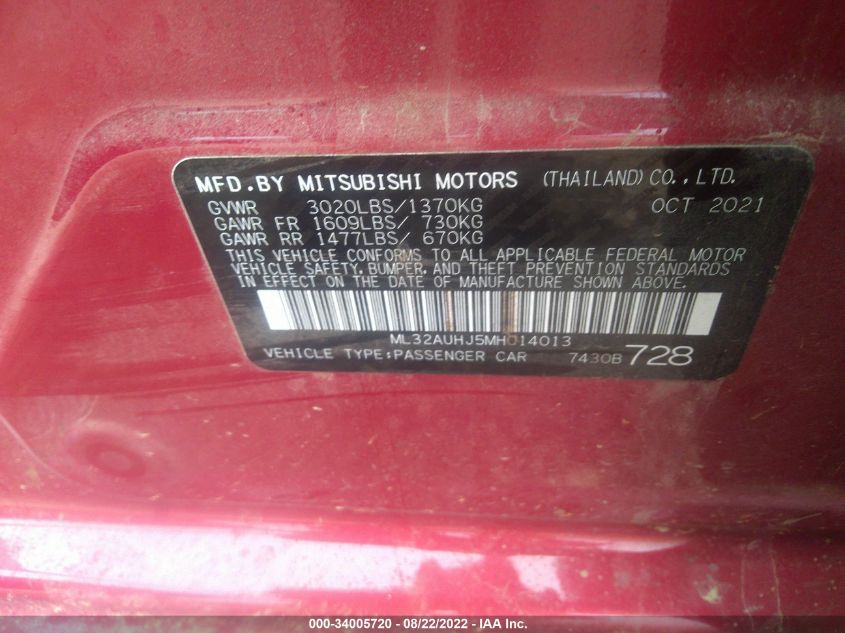 MFD.BY MITSUBISHI MOTORS (THAILAND)CO.,LTD.
GVWR 3020LBS/1370KG OCT 2021
GAWR FR 1609LBS/ 730KG
GAWR RR 1477LBS/ 670KG
THIS VEHICLE CONFORMS TO ALL APPLICABLE FEDERAL MOTOR
VEHICLE SAFETY, BUMPER, AND THEFT PREVENTION STANDARDS
IN EFFECT ON THE DATE OF MANUFACTURE SHOWN ABOVE.
ML32AUHJ5MH014013
VEHICLE TYPE:PASSENGER CAR 7430B 728
000-34005720 - 08/22/2022 - IAA Inc.